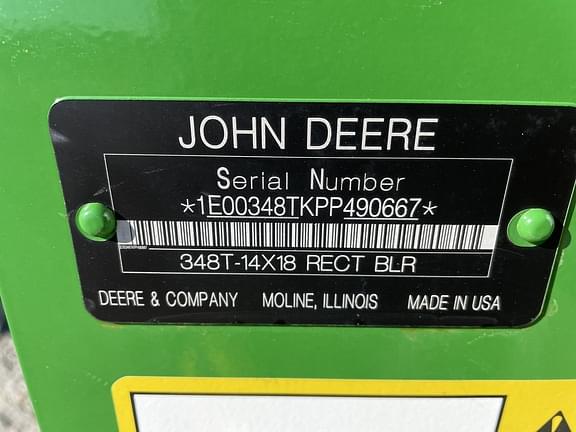 JOHN DEERE
Serial Number
*1E00348TKPP490667*
348T-14X18 RECT BLR
DEERE & COMPANY MOLINE, ILLINOIS MADE IN USA